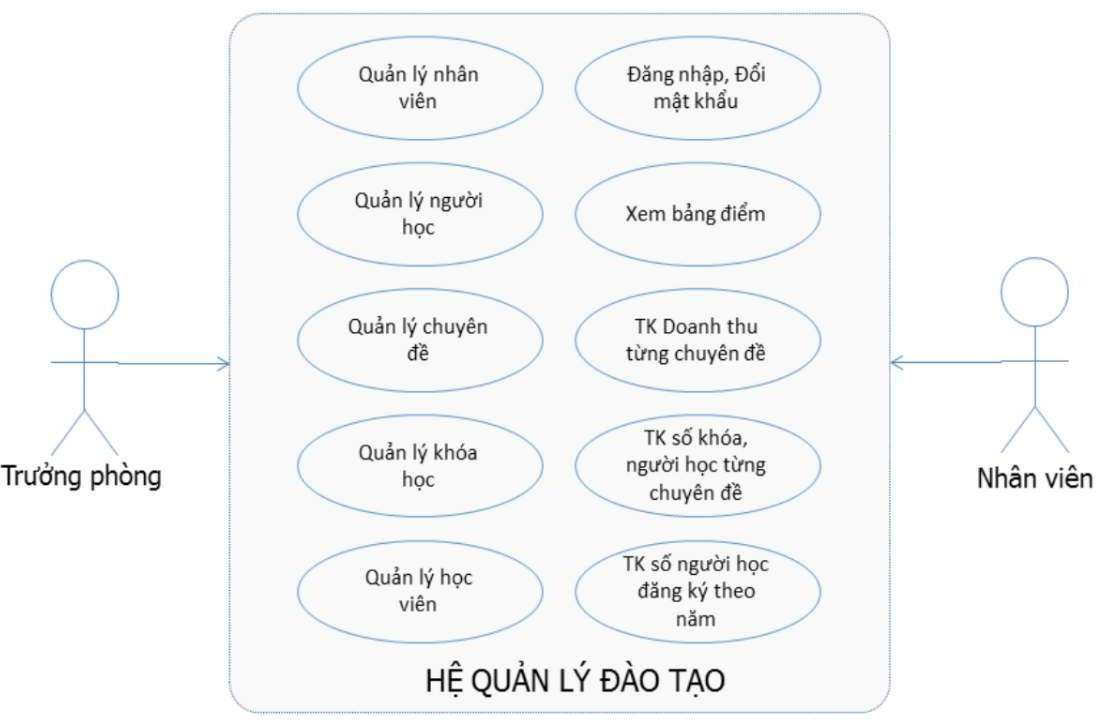 Quản lý nhân
viên
Đăng nhập, Đổi
mật khẩu
Quản lý người
học
Xem bảng điểm
Quản lý chuyên
đề
TK Doanh thu
từng chuyên đề
Quản lý khóa
học
TK số khóa,
người học từng
chuyên đề
Quản lý học
viên
TK số người học
đăng ký theo
năm
Trưởng phòng
Nhân viên
HỆ QUẢN LÝ ĐÀO TẠO